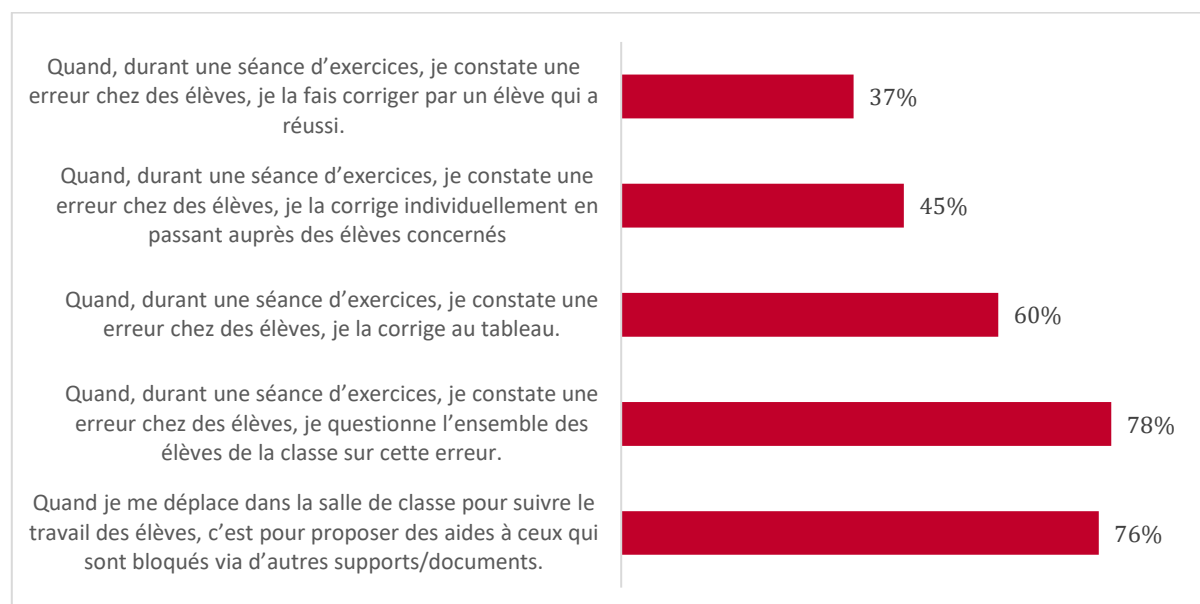 Quand, durant une séance d’exercices, je constate une
erreur chez des élèves, je la fais corriger par un élève qui a
réussi.
37%
Quand, durant une séance d’exercices, je constate une
erreur chez des élèves, je la corrige individuellement en
passant auprès des élèves concernés
45%
Quand, durant une séance d’exercices, je constate une
erreur chez des élèves, je la corrige au tableau.
60%
Quand, durant une séance d’exercices, je constate une
erreur chez des élèves, je questionne l’ensemble des
élèves de la classe sur cette erreur.
78%
Quand je me déplace dans la salle de classe pour suivre le
travail des élèves, c’est pour proposer des aides à ceux qui
sont bloqués via d’autres supports/documents.
76%